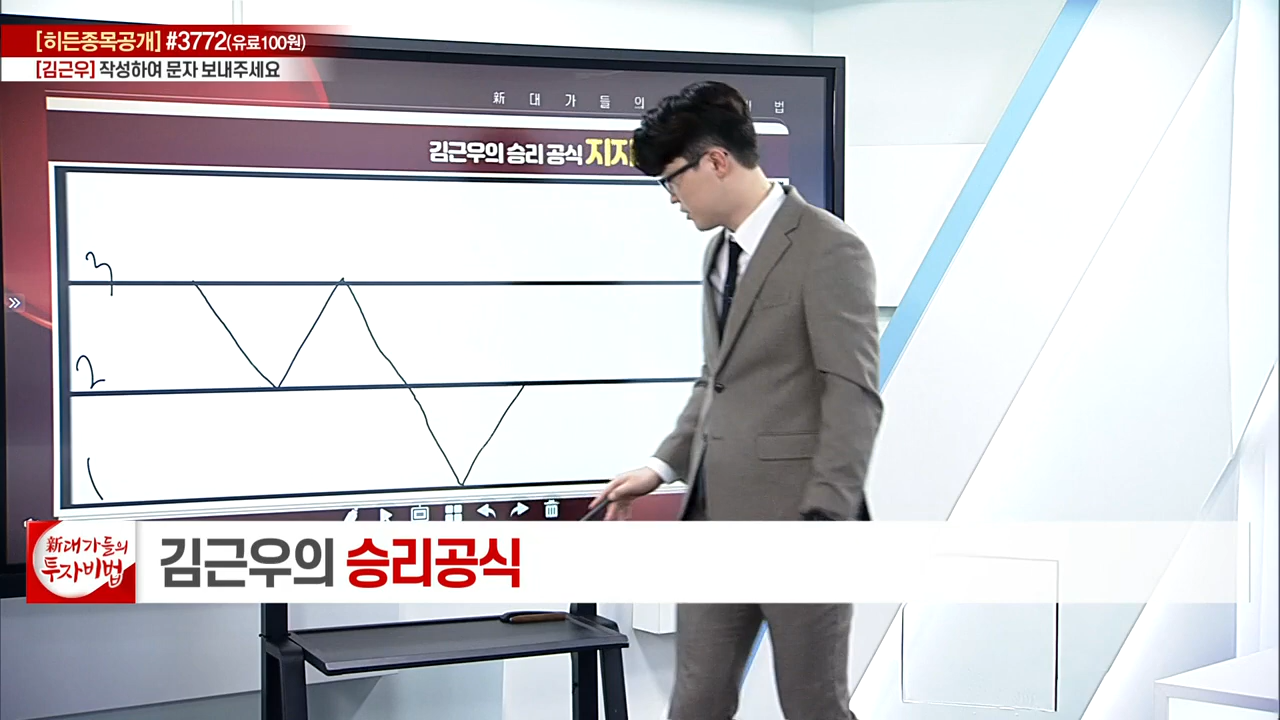 [히든종목공개] #3772(유료100원)
[김근우] 작성하여 문자 보내주세요
新 대 가 들 의 법
김근우의 승리 공식 지지
3
2
1
新대가들의
투자비법
김근우의 승리공식